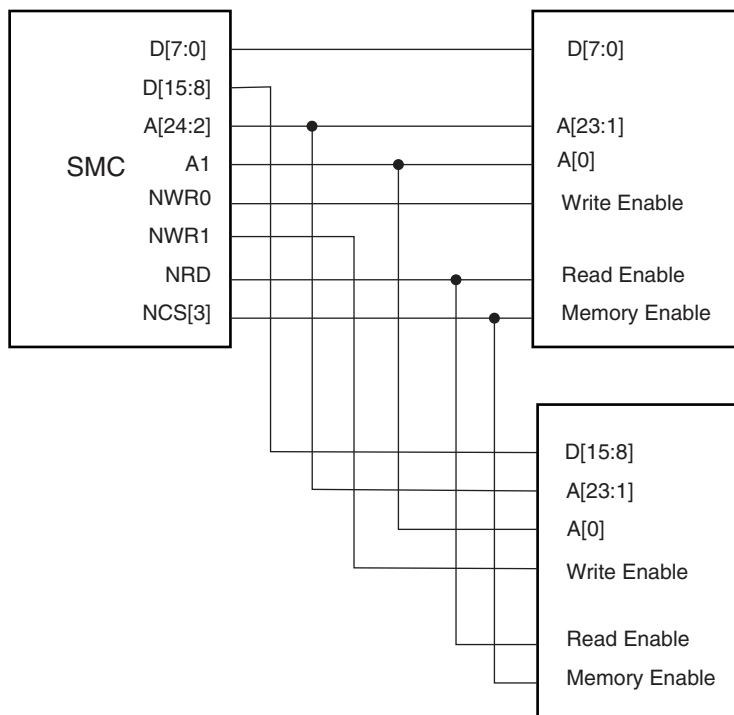 SMC
D[7:0]
D[15:8]
A[24:2]
A1
NWR0
NWR1
NRD
NCS[3]
D[7:0]
A[23:1]
A[0]
Write Enable
Read Enable
Memory Enable
D[15:8]
A[23:1]
A[0]
Write Enable
Read Enable
Memory Enable